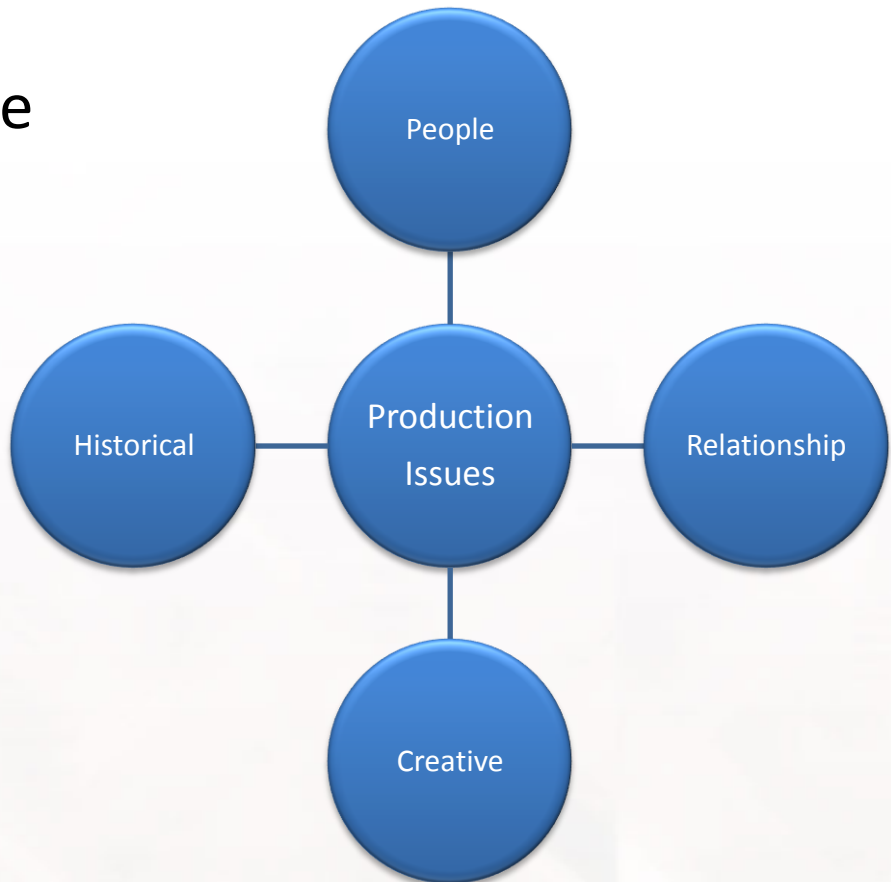 e
People
Historical
Production
Issues
Relationship
Creative